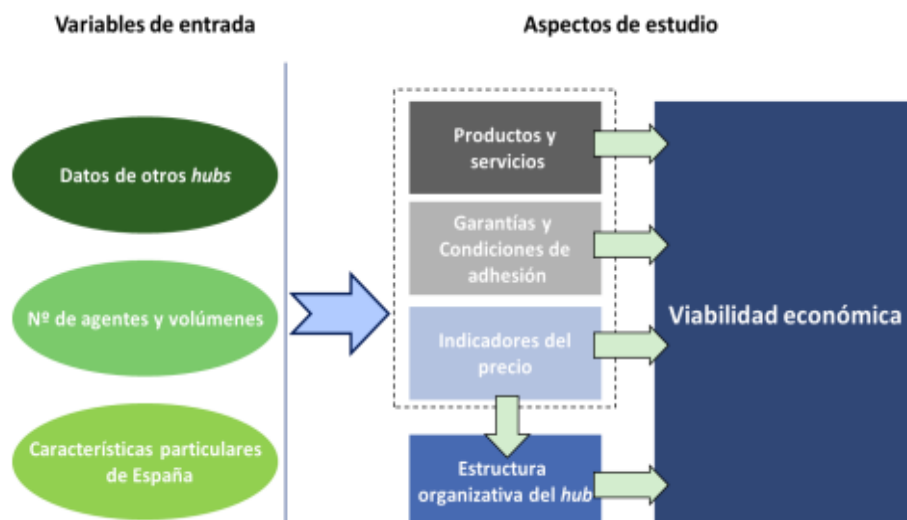 Variables de entrada
Aspectos de estudio
Datos de otros hubs
Nº de agentes y volúmenes
Características particulares
de España
Productos y
servicios
Garantías y
Condiciones de
adhesión
Indicadores del
precio
Estructura
organizativa del hub
Viabilidad económica